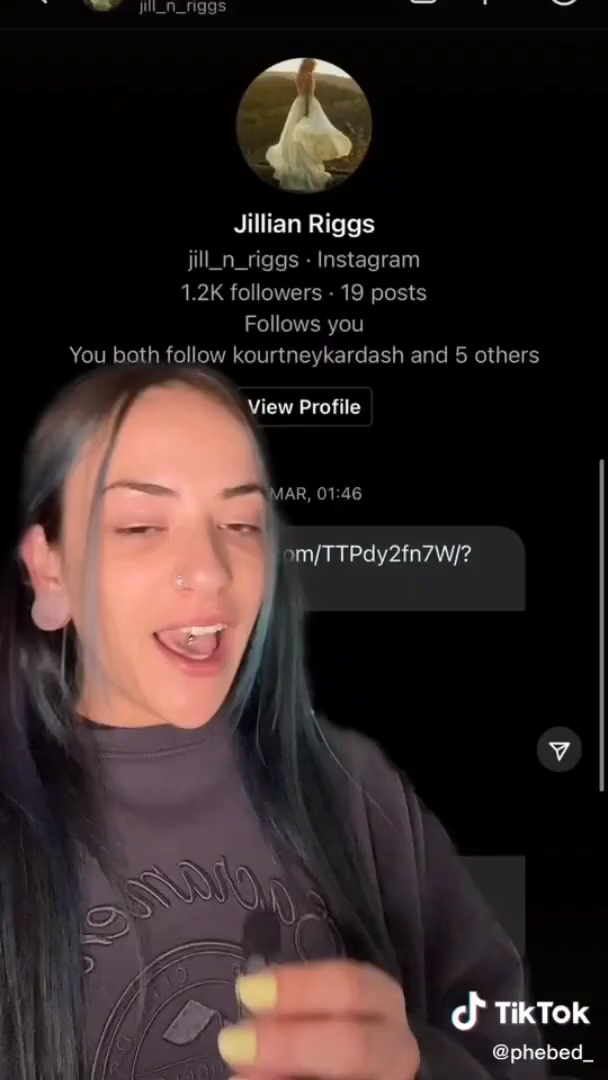 jill_n_riggs
Jillian Riggs
jill_n_riggs · Instagram
1.2K followers · 19 posts
Follows you
You both follow kourtneykardash and 5 others
View Profile
MAR, 01:46
om/TTPdy2fn7W/?
TikTok
@phebed_